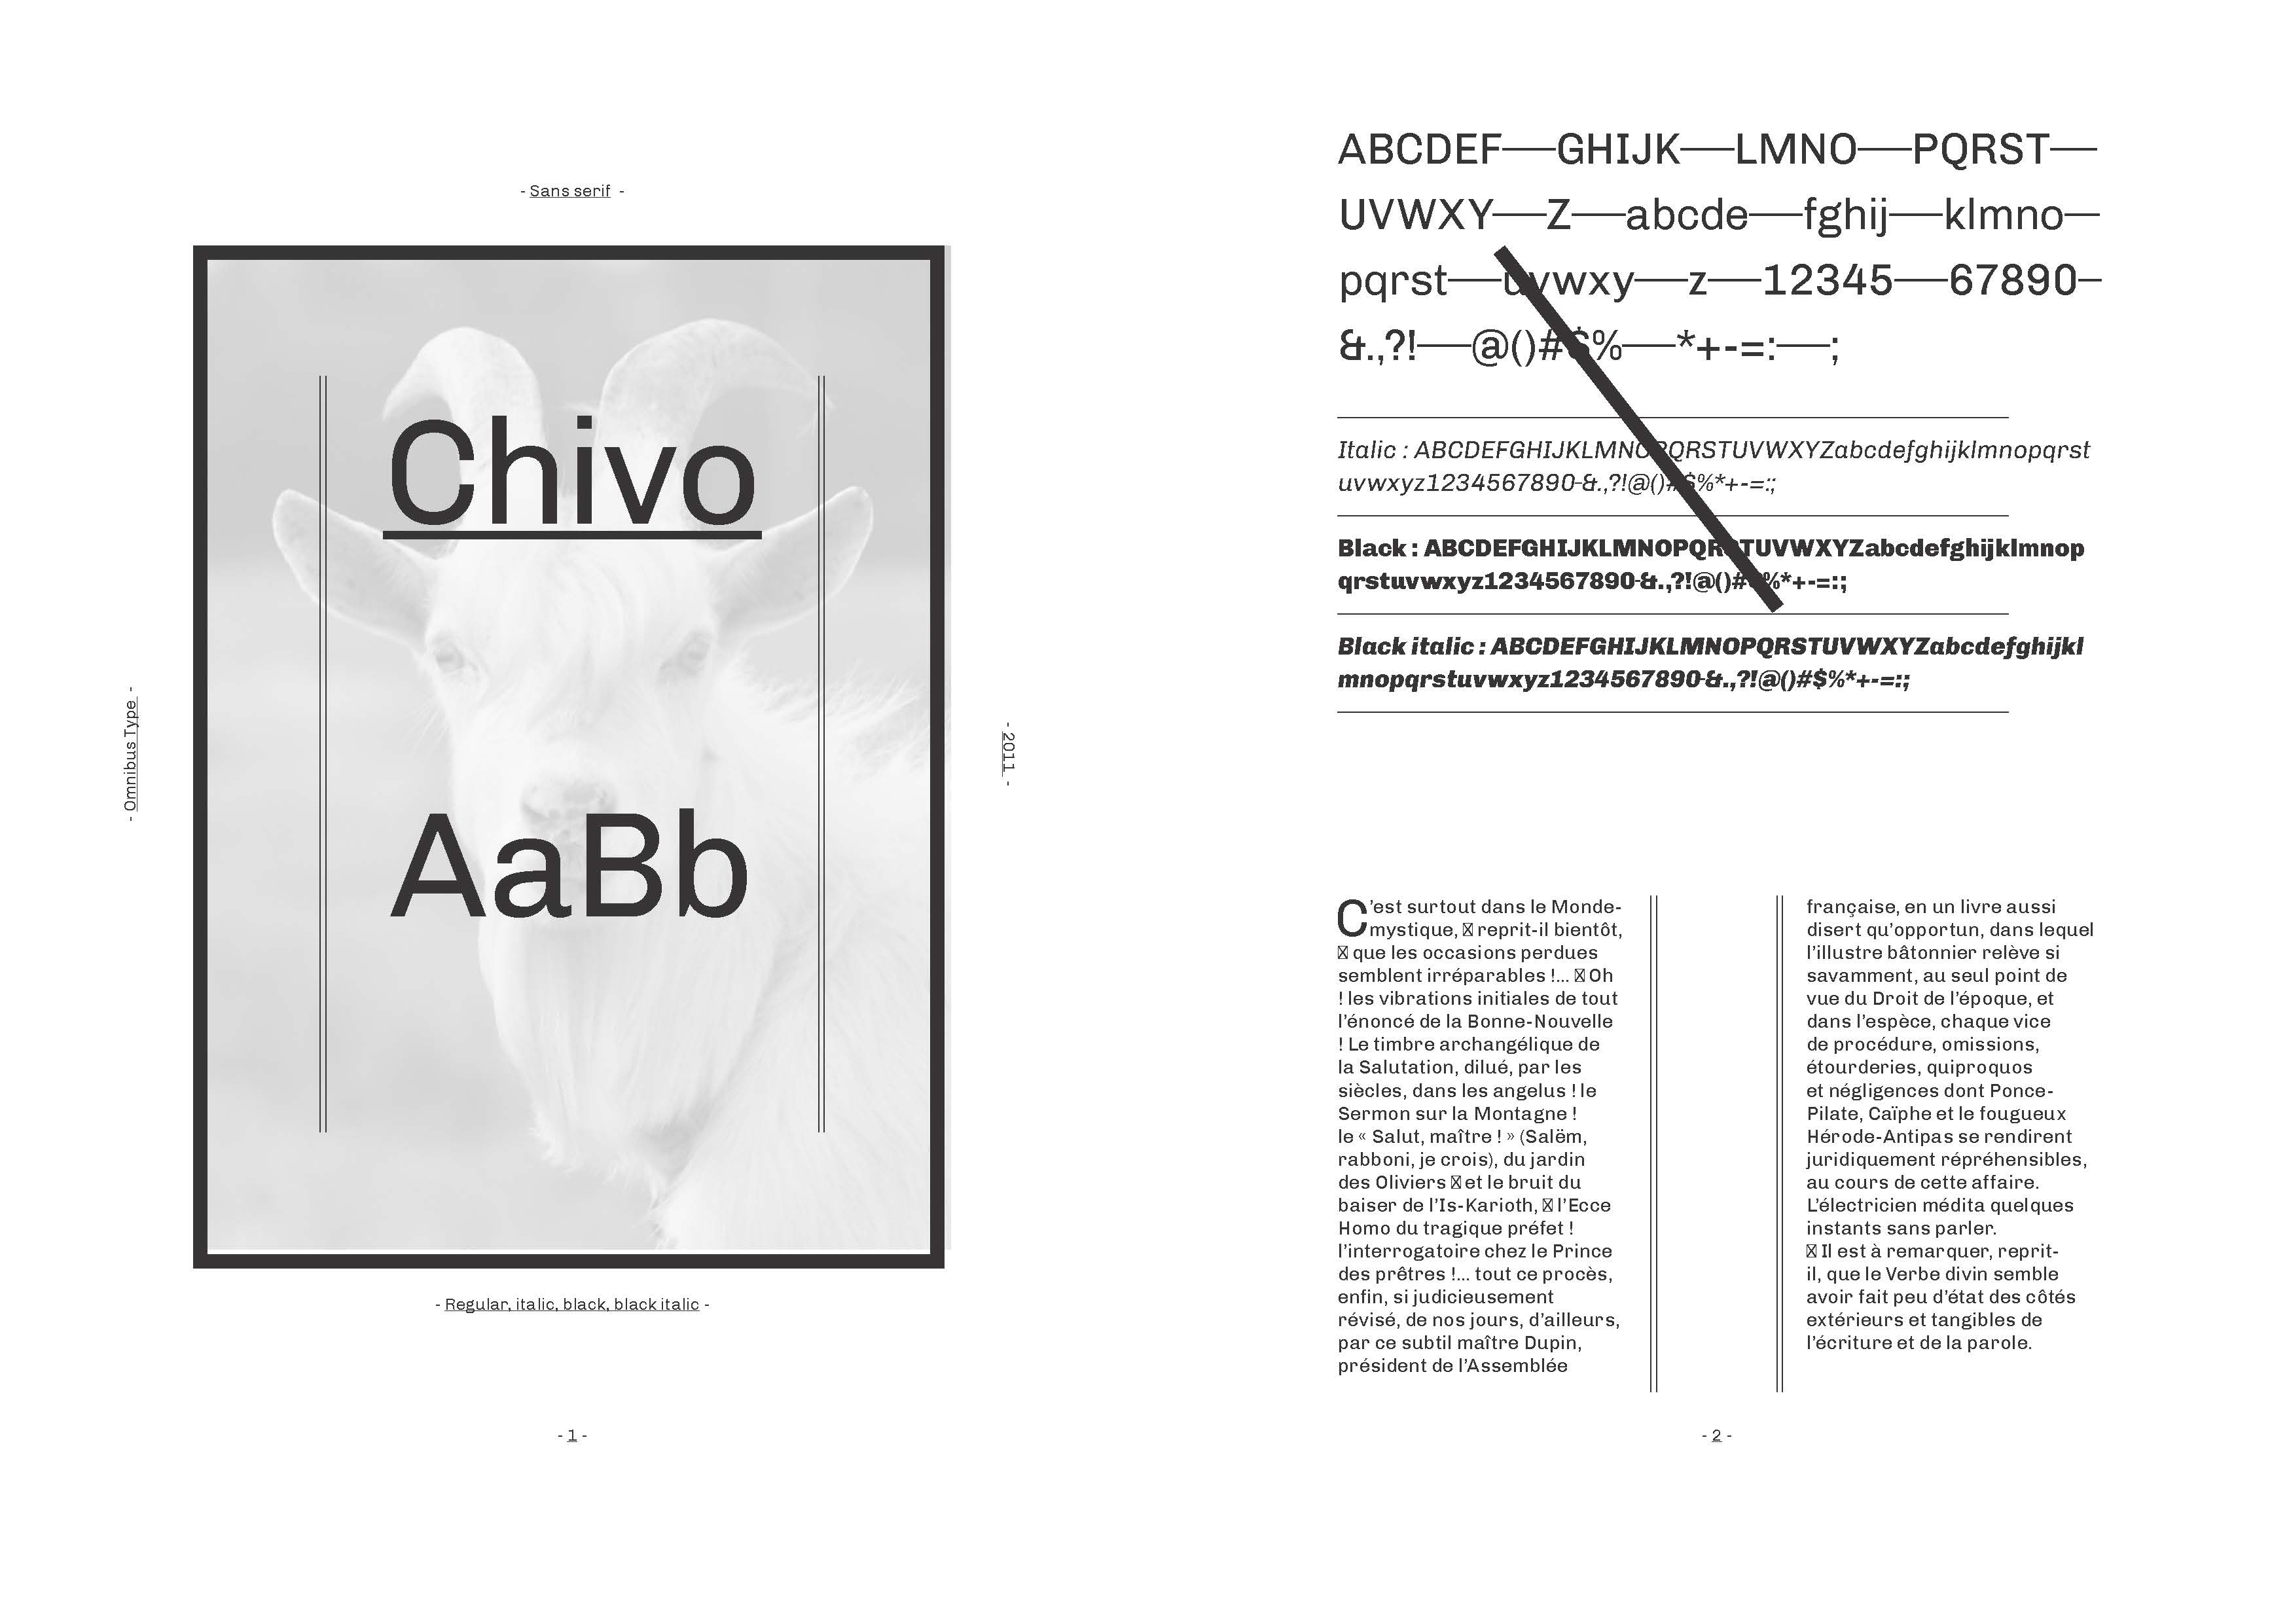 - Sans serif -
Chivo
AaBb
- Omnibus Type -
- 2011 -
- Regular, italic, black, black italic -
- 1 -
ABCDEF—GHIJK—LMNO—PQRST—
UVWXY—Z—abcde—fghij—klmno—
pqrst—uvwxy—z—12345—67890—
&.,?!—@()#$%—*+-=:—;
Italic : ABCDEFGHIJKLMNOPQRSTUVWXYZabcdefghijklmnopqrst
uvwxyz1234567890-&.,?!@()#$%*+-=:;
Black : ABCDEFGHIJKLMNOPQRSTUVWXYZabcdefghijklmnop
qrstuvwxyz1234567890-&.,?!@()#$%*+-=:;
Black italic : ABCDEFGHIJKLMNOPQRSTUVWXYZabcdefghijkl
mnopqrstuvwxyz1234567890-&.,?!@()#$%*+-=:;
C'est surtout dans le Monde-
mystique, ☒ reprit-il bientôt,
☒ que les occasions perdues
semblent irréparables !... ☒ Oh
! les vibrations initiales de tout
l'énoncé de la Bonne-Nouvelle
! Le timbre archangélique de
la Salutation, dilué, par les
siècles, dans les angelus ! le
Sermon sur la Montagne !
le « Salut, maître ! » (Salëm,
rabboni, je crois), du jardin
des Oliviers ☒ et le bruit du
baiser de l'Is-Karioth, ☒ l'Ecce
Homo du tragique préfet !
l'interrogatoire chez le Prince
des prêtres !... tout ce procès,
enfin, si judicieusement
révisé, de nos jours, d'ailleurs,
par ce subtil maître Dupin,
président de l'Assemblée
française, en un livre aussi
disert qu'opportun, dans lequel
l'illustre bâtonnier relève si
savamment, au seul point de
vue du Droit de l'époque, et
dans l'espèce, chaque vice
de procédure, omissions,
étourderies, quiproquos
et négligences dont Ponce-
Pilate, Caïphe et le fougueux
Hérode-Antipas se rendirent
juridiquement répréhensibles,
au cours de cette affaire.
L'électricien médita quelques
instants sans parler.
☒ Il est à remarquer, reprit-
il, que le Verbe divin semble
avoir fait peu d'état des côtés
extérieurs et tangibles de
l'écriture et de la parole.
- 2 -